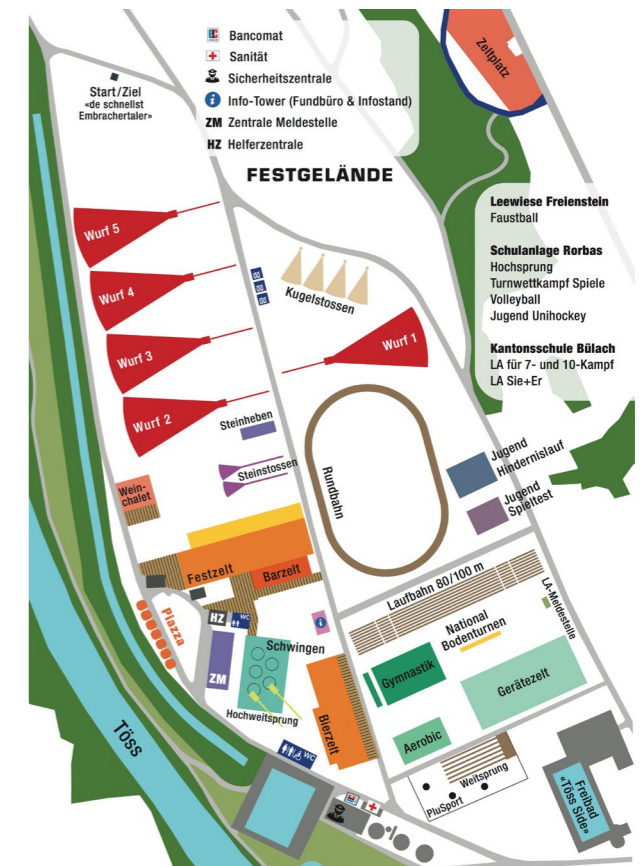 Bancomat
Sanität
Sicherheitszentrale
i Info-Tower (Fundbüro & Infostand)
ZM Zentrale Meldestelle
HZ Helferzentrale
FESTGELÄNDE
Zeltplatz
Start/Ziel
«de schnellst
Embrachertaler»
Leewiese Freienstein
Faustball
Schulanlage Rorbas
Hochsprung
Turnwettkampf Spiele
Volleyball
Jugend Unihockey
Kantonsschule Bülach
LA für 7- und 10-Kampf
LA Sie+Er
Wurf 5
Wurf 4
Wurf 3
Wurf 2
Wurf 1
Kugelstossen
Steinheben
Steinstossen
Rundbahn
Jugend
Hindernislauf
Jugend
Spieltest
Wein-
chalet
Festzelt
Barzelt
Piazza
HZ
WC
i
ZM
Schwingen
Hochweitsprung
Bierzelt
WC
Laufbahn 80/100 m
LA-Meldestelle
National
Bodenturnen
Gymnastik
Gerätezelt
Aerobic
Weitsprung
PluSport
Freibad
«Töss Side»
Töss